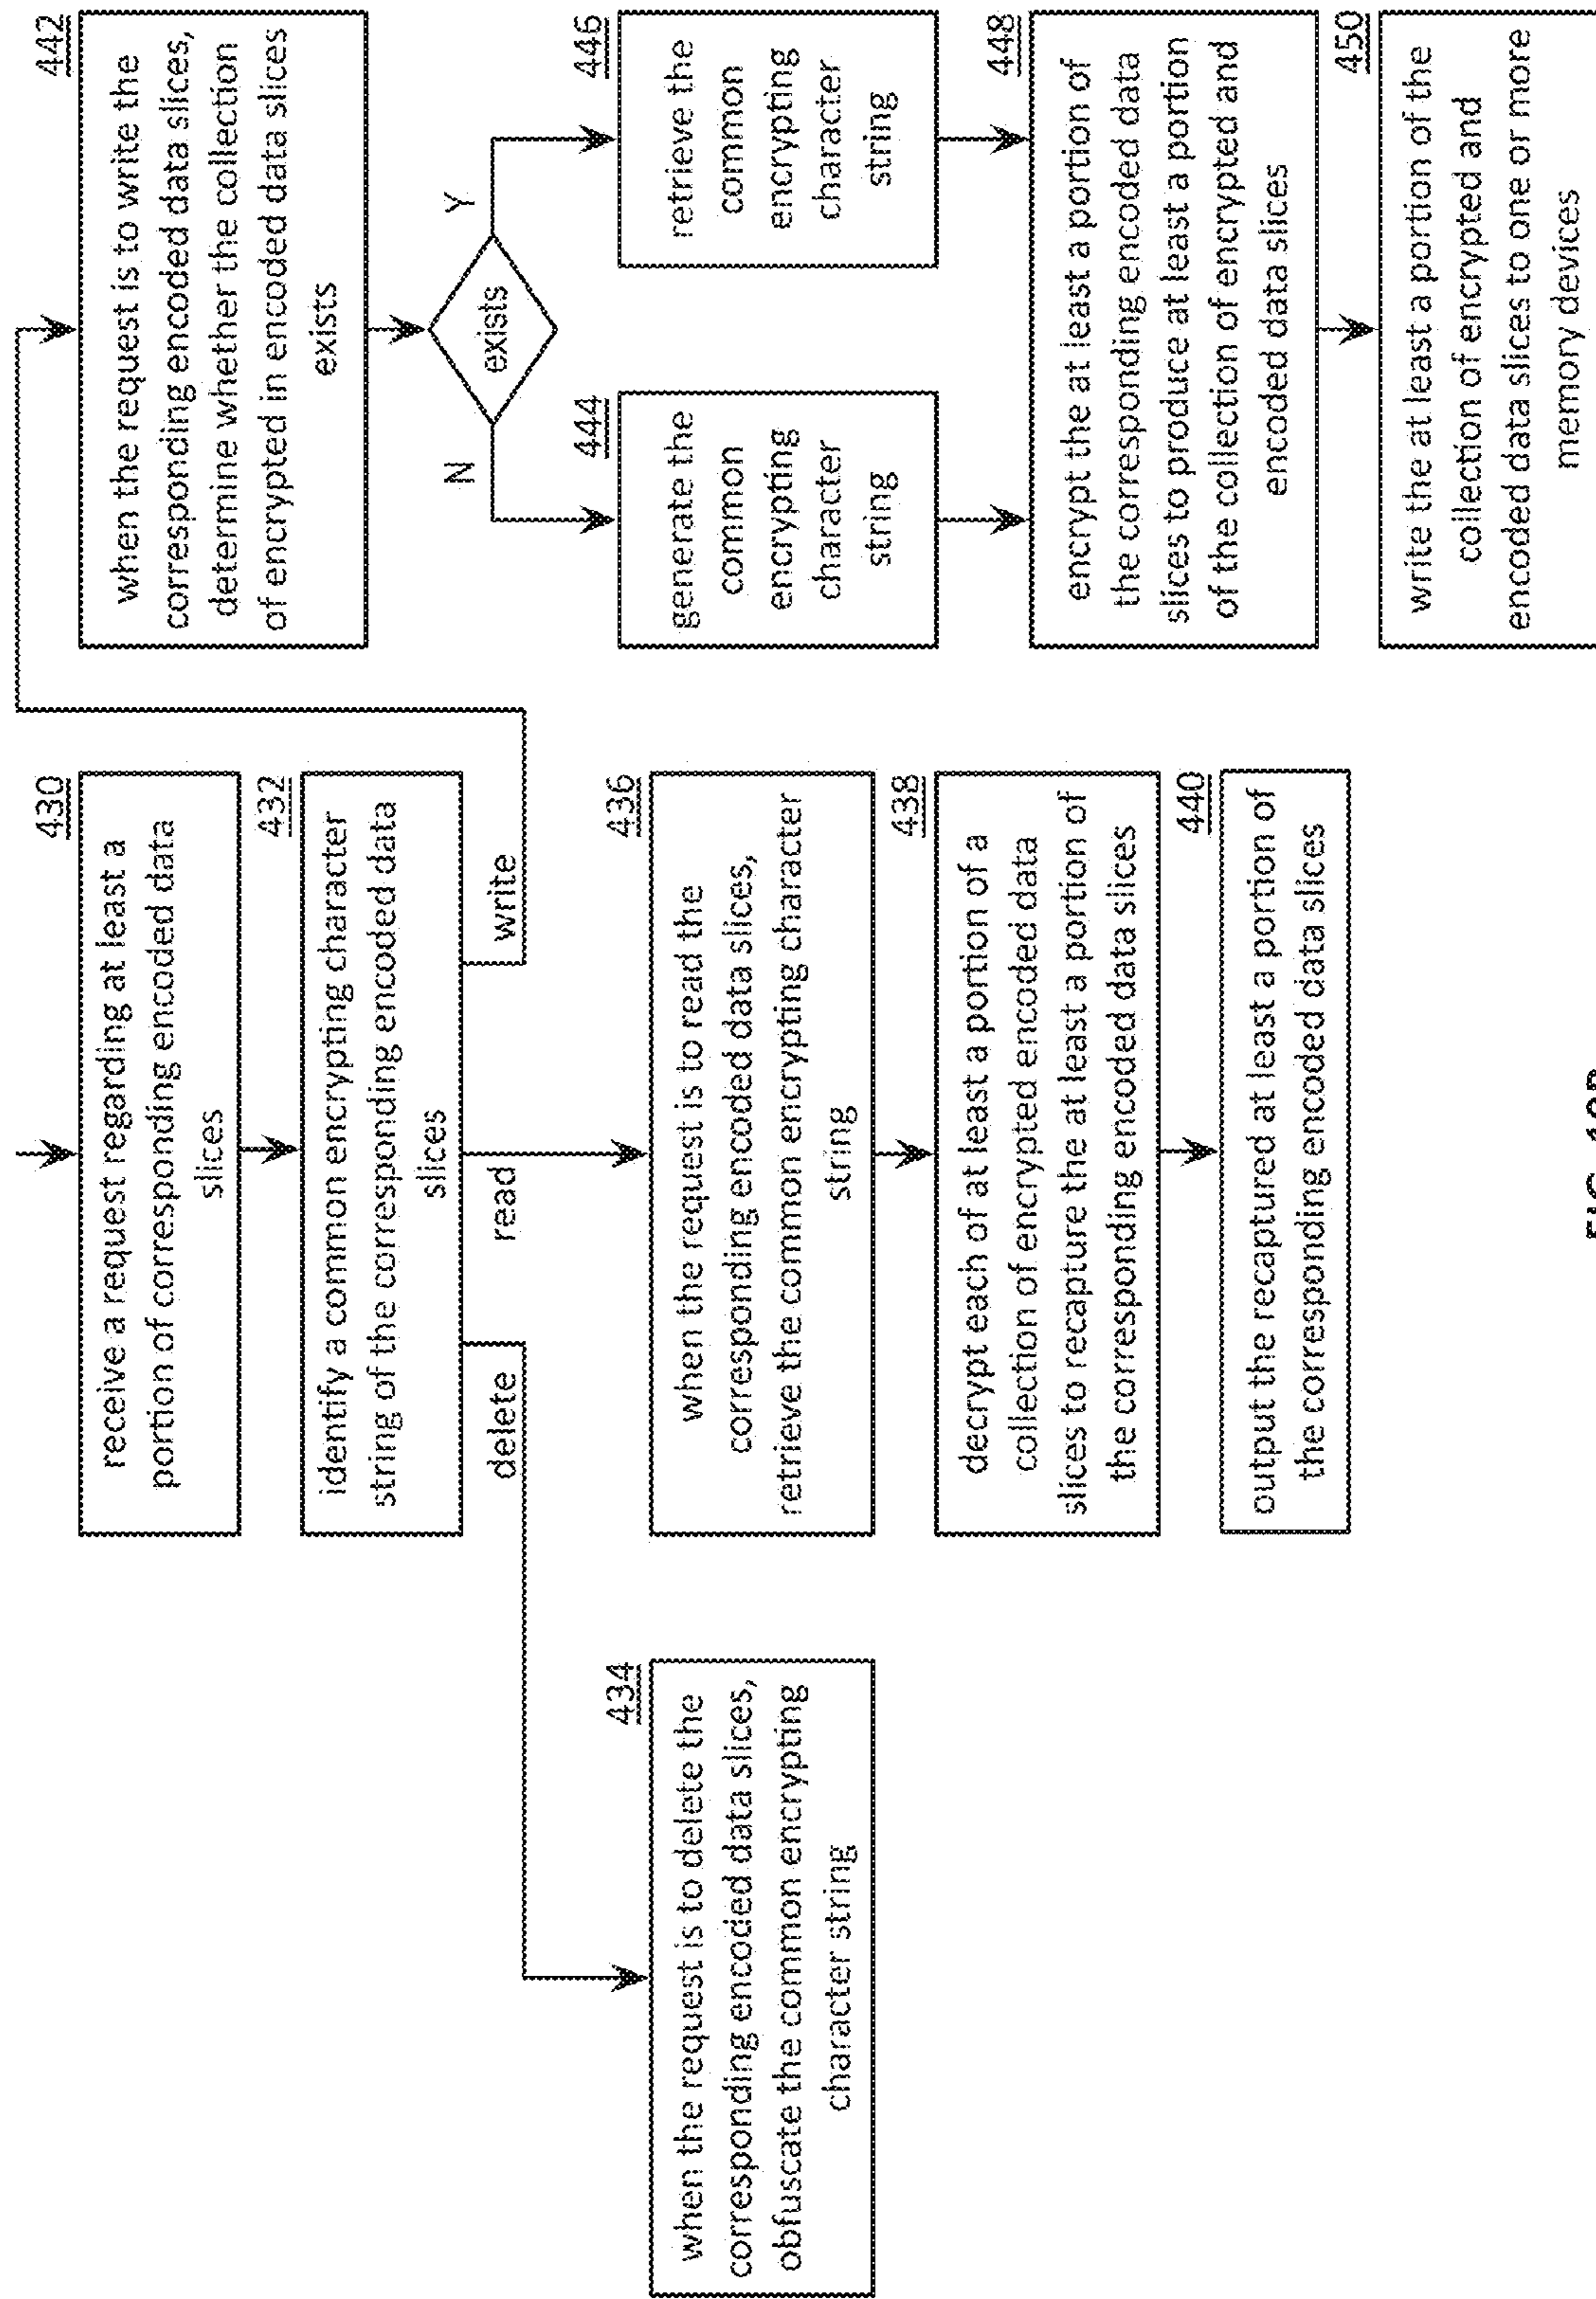 430
receive a request regarding at least a
portion of corresponding encoded data
slices
432
identify a common encrypting character
string of the corresponding encoded data
slices
delete
read
write
434
when the request is to delete the
corresponding encoded data slices,
obfuscate the common encrypting
character string
436
when the request is to read the
corresponding encoded data slices,
retrieve the common encrypting character
string
438
decrypt each of at least a portion of a
collection of encrypted encoded data
slices to recapture the at least a portion of
the corresponding encoded data slices
440
output the recaptured at least a portion of
the corresponding encoded data slices
442
when the request is to write the
corresponding encoded data slices,
determine whether the collection
of encrypted in encoded data slices
exists
exists
N
Y
444
generate the
common
encrypting
character
string
446
retrieve the
common
encrypting
character
string
448
encrypt the at least a portion of
the corresponding encoded data
slices to produce at least a portion
of the collection of encrypted and
encoded data slices
450
write the at least a portion of the
collection of encrypted and
encoded data slices to one or more
memory devices